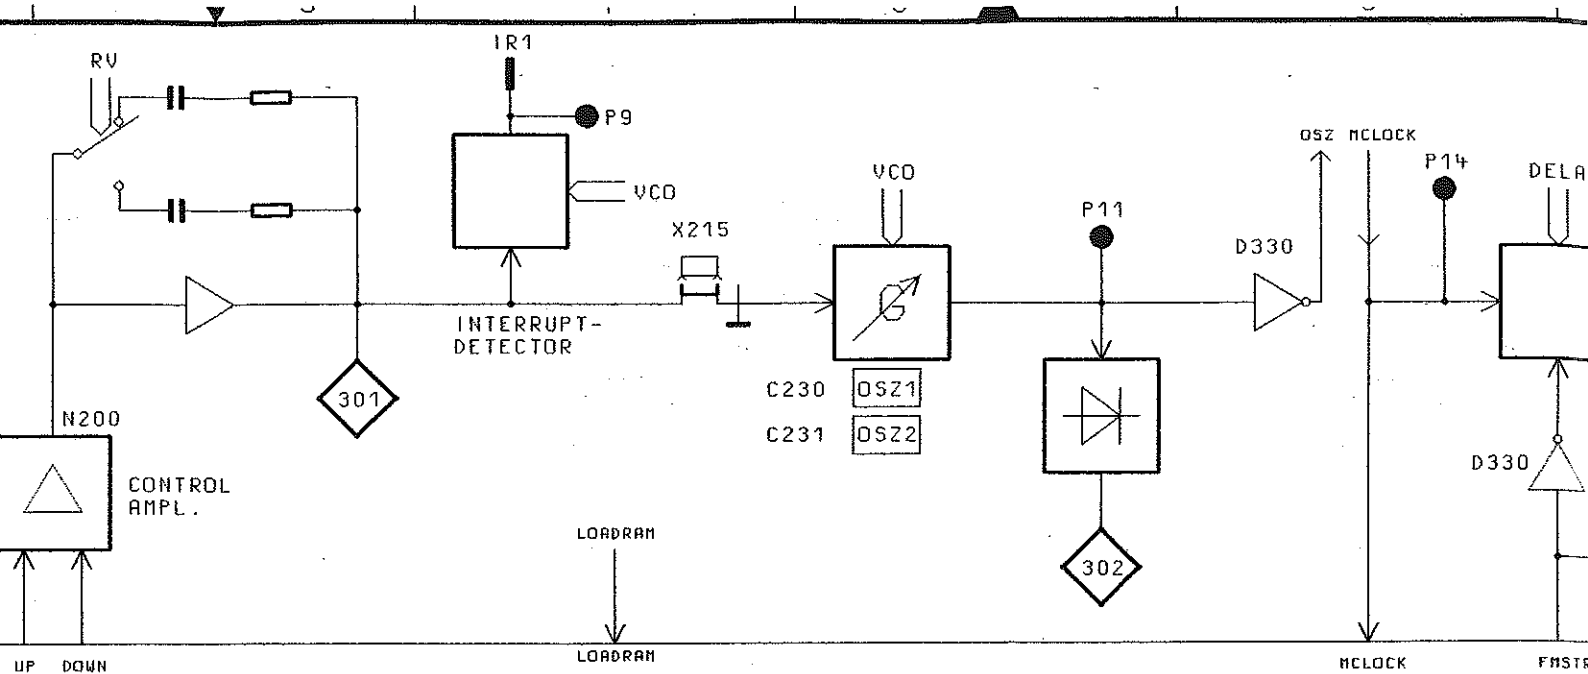 IR1
RV
P9
OSZ MCLOCK
P14
VCO
DELA
VCO
P11
X215
D330
G
INTERRUPT-
DETECTOR
C230 OSZ1
301
N200
C231 OSZ2
D330
CONTROL
AMPL.
LOADRAM
302
UP DOWN
LOADRAM
MCLOCK
FMSTR